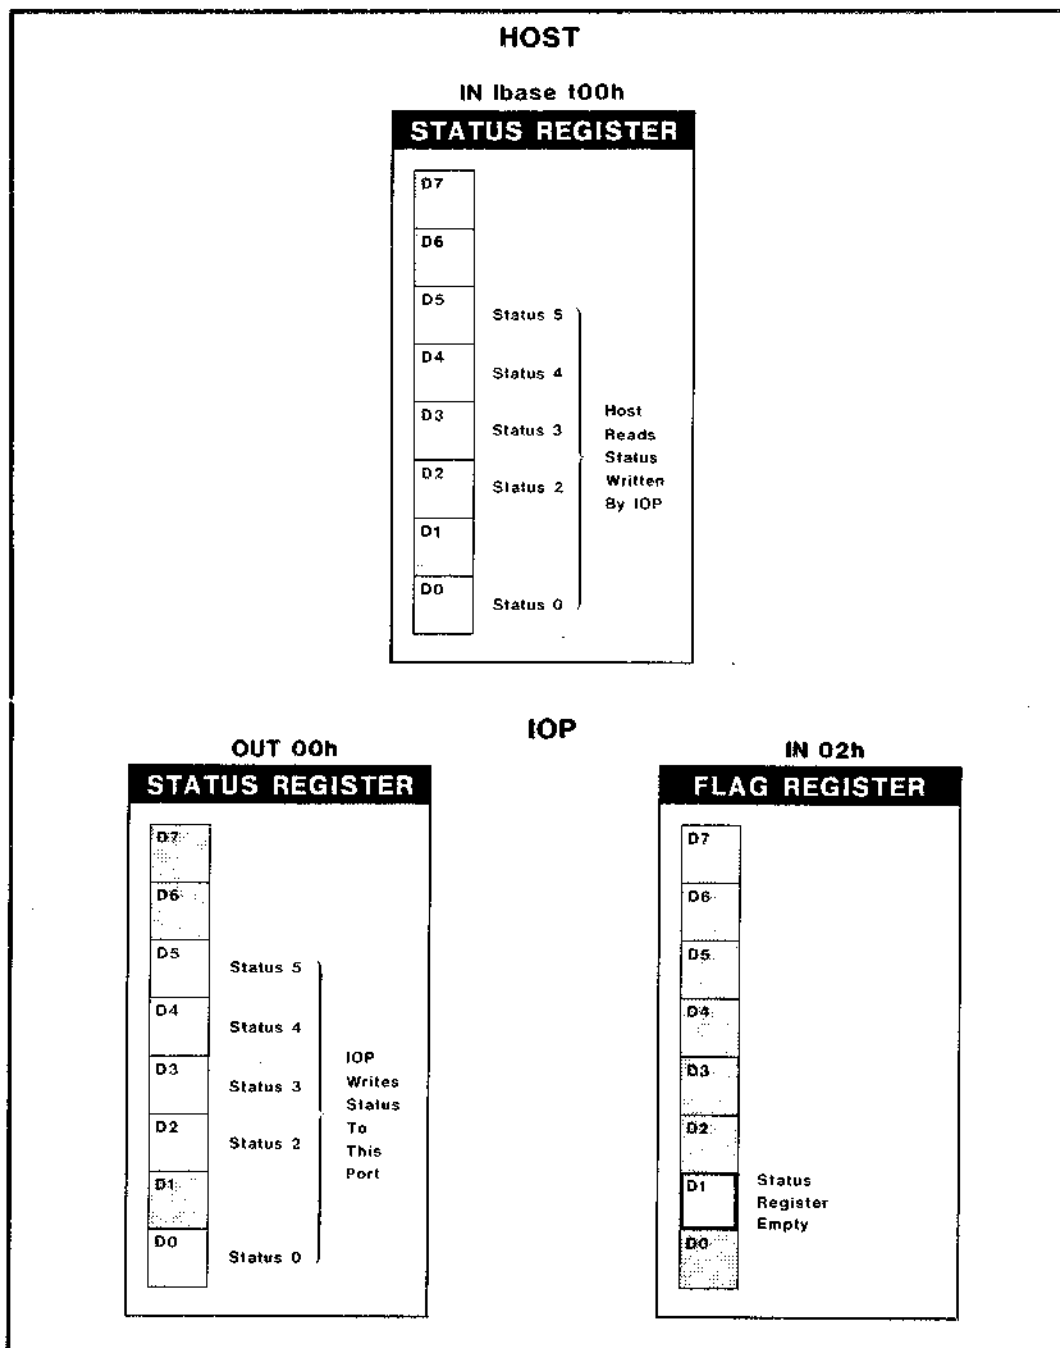 HOST
IN Ibase t00h
STATUS REGISTER
D7
D6
D5 Status 5
D4 Status 4
D3 Status 3
D2 Status 2
D1
D0 Status 0
Host
Reads
Status
Written
By IOP
IOP
OUT 00h
STATUS REGISTER
D7
D6
D5 Status 5
D4 Status 4
D3 Status 3
D2 Status 2
D1
D0 Status 0
IOP
Writes
Status
To
This
Port
IN 02h
FLAG REGISTER
D7
D6
D5
D4
D3
D2
D1 Status
Register
Empty
D0